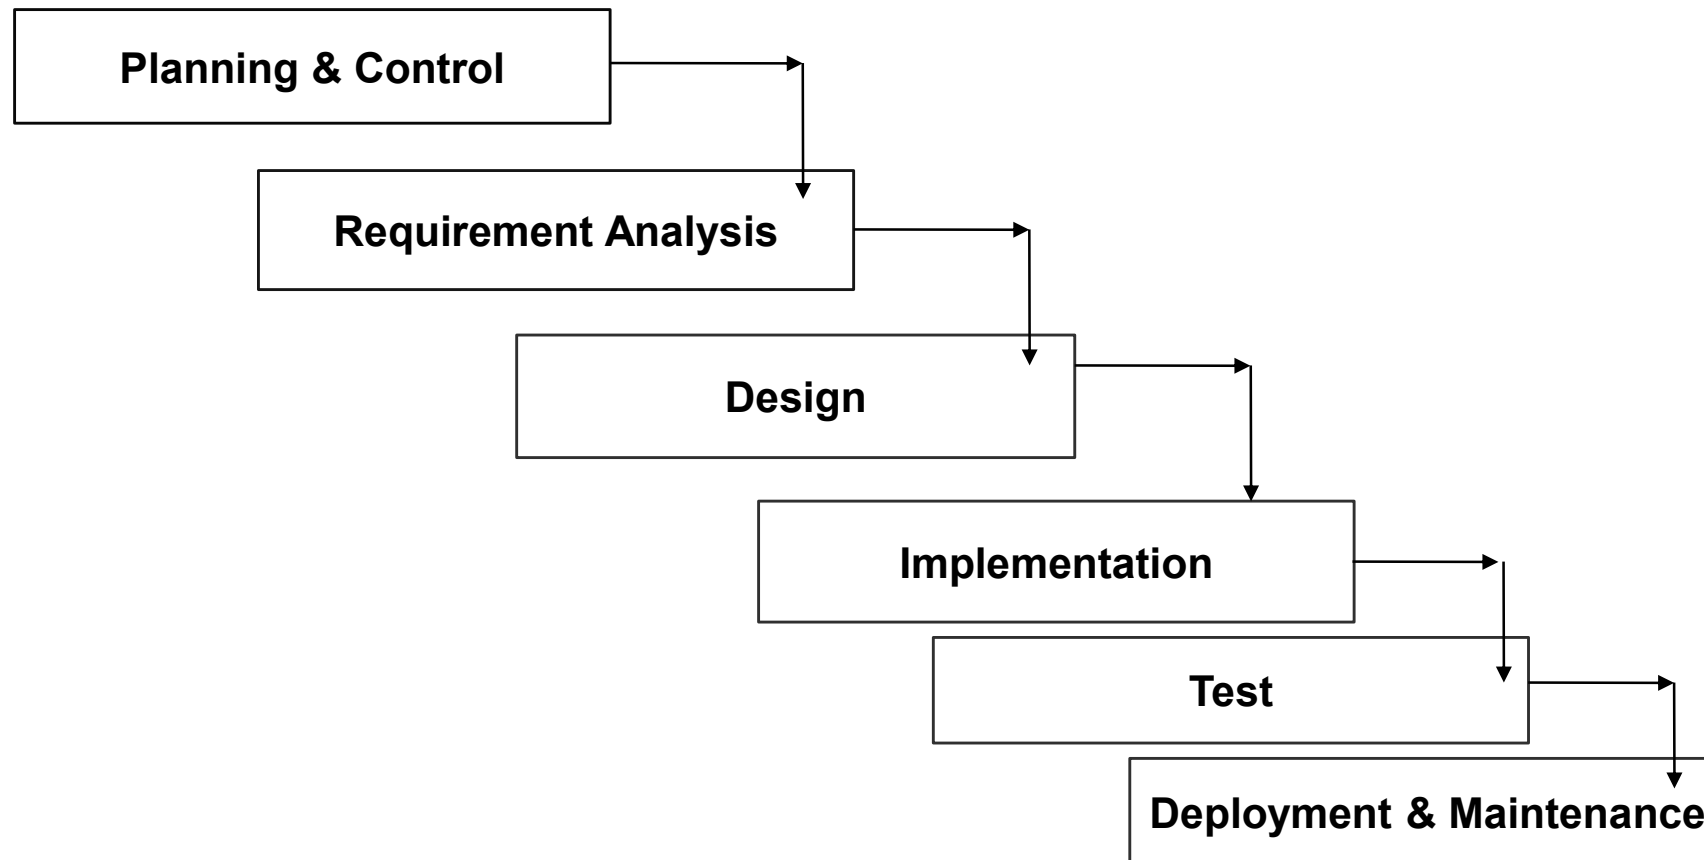 Planning & Control
Requirement Analysis
Design
Implementation
Test
Deployment & Maintenance